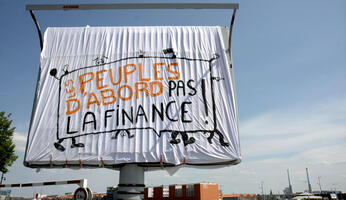 LES PEUPLES
D'ABORD PAS
LA FINANCE!